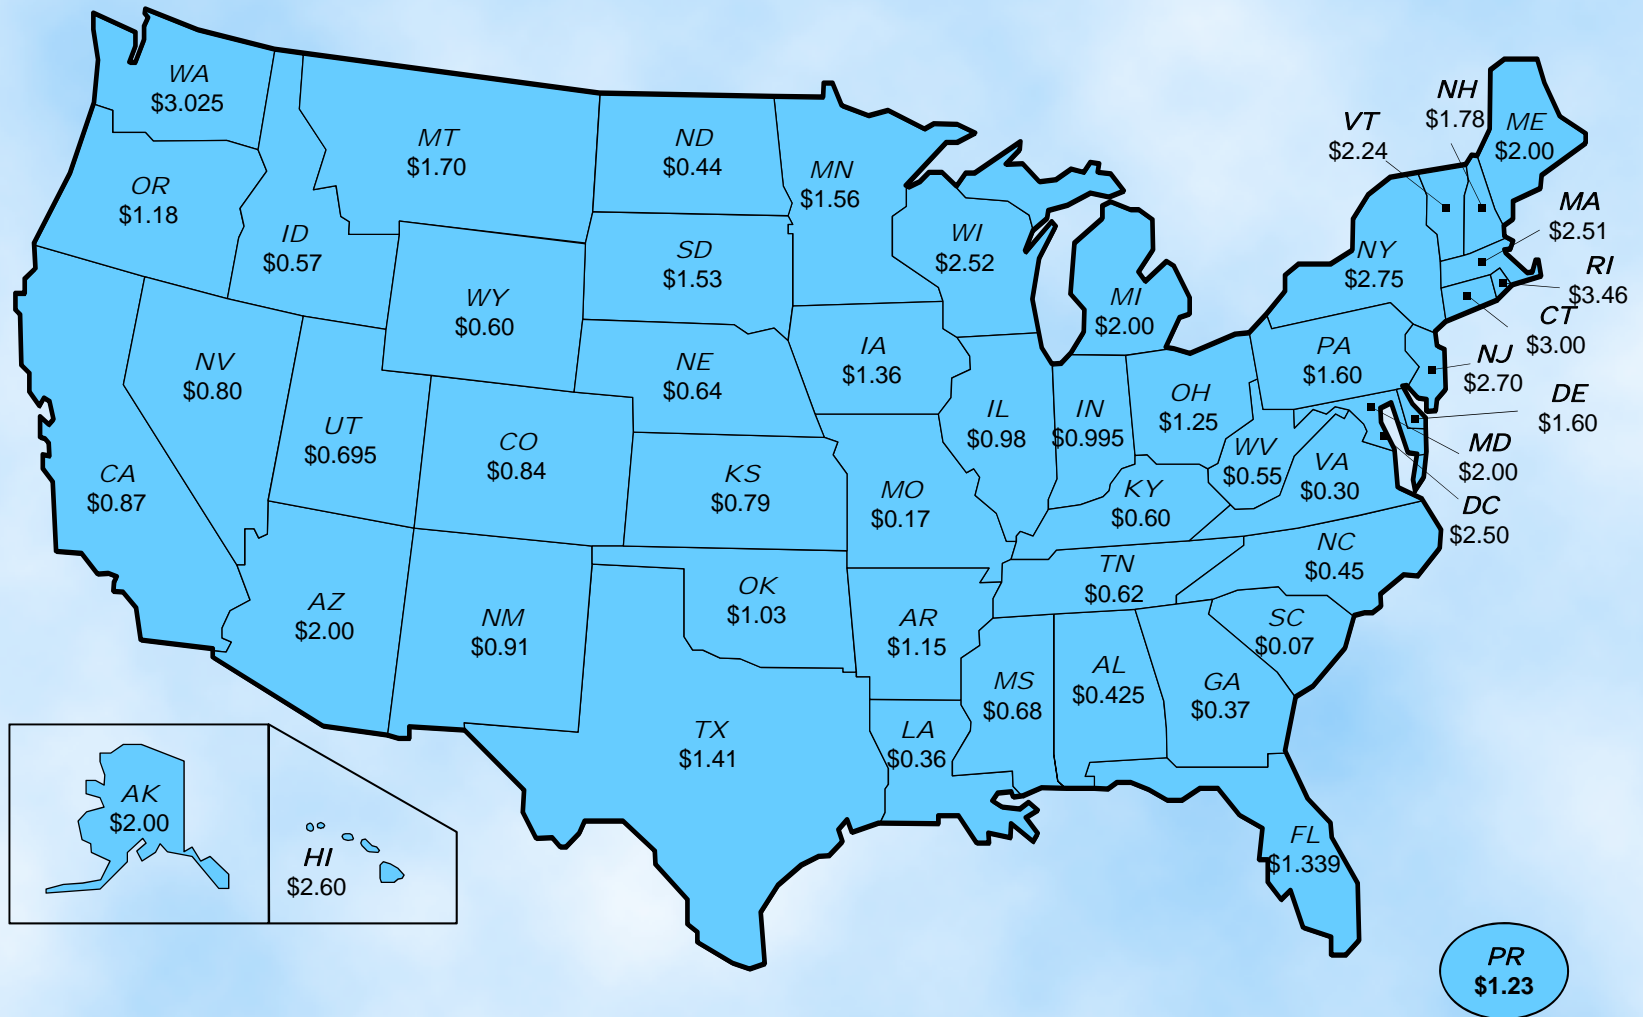 WA
$3.025
MT
$1.70
ND
$0.44
MN
$1.56
OR
$1.18
ID
$0.57
WY
$0.60
SD
$1.53
WI
$2.52
MI
$2.00
NY
$2.75
VT
$2.24
NH
$1.78
ME
$2.00
MA
$2.51
RI
$3.46
CT
$3.00
NJ
$2.70
DE
$1.60
MD
$2.00
DC
$2.50
PA
$1.60
NV
$0.80
UT
$0.695
CO
$0.84
NE
$0.64
IA
$1.36
IL
$0.98
IN
$0.995
OH
$1.25
WV
$0.55
VA
$0.30
CA
$0.87
KS
$0.79
MO
$0.17
KY
$0.60
NC
$0.45
TN
$0.62
AZ
$2.00
NM
$0.91
OK
$1.03
AR
$1.15
SC
$0.07
MS
$0.68
AL
$0.425
GA
$0.37
TX
$1.41
LA
$0.36
FL
$1.339
AK
$2.00
HI
$2.60
PR
$1.23